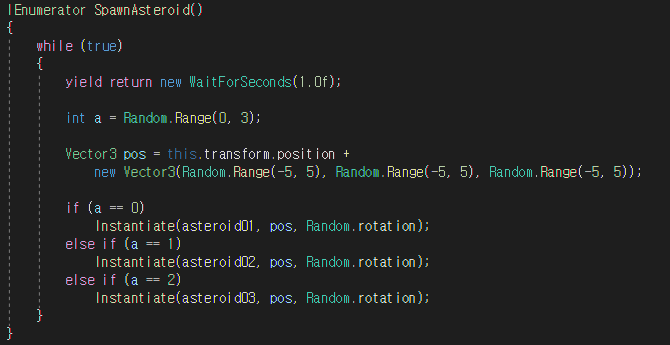 IEnumerator SpawnAsteroid()
{
    while (true)
    {
        yield return new WaitForSeconds(1.0f);

        int a = Random.Range(0, 3);

        Vector3 pos = this.transform.position +
            new Vector3(Random.Range(-5, 5), Random.Range(-5, 5), Random.Range(-5, 5));

        if (a == 0)
            Instantiate(asteroid01, pos, Random.rotation);
        else if (a == 1)
            Instantiate(asteroid02, pos, Random.rotation);
        else if (a == 2)
            Instantiate(asteroid03, pos, Random.rotation);
    }
}